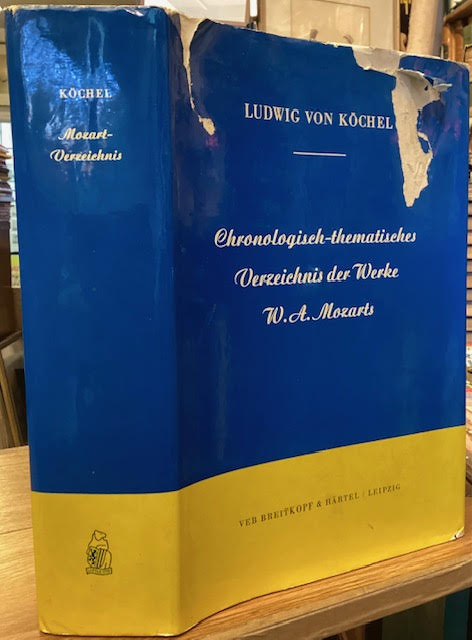 KÖCHEL
Mozart-
Verzeichnis
LUDWIG VON KÖCHEL
Chronologisch-thematisches
Verzeichnis der Werke
W. A. Mozarts
VEB BREITKOPF & HÄRTEL / LEIPZIG